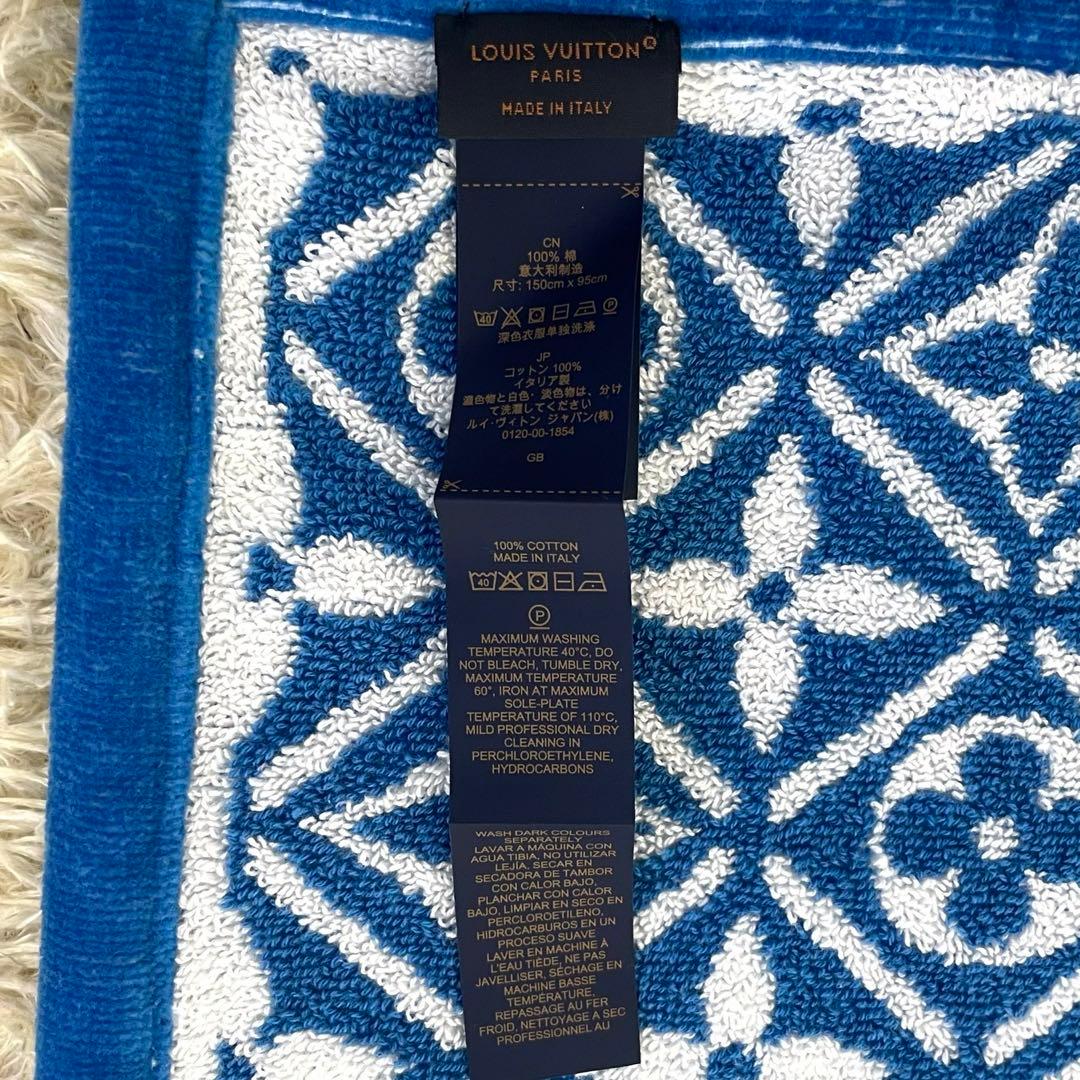 LOUIS VUITTON®
PARIS
MADE IN ITALY
CN
100% 棉
意大利制造
尺寸: 150cm x 95cm
40
P
深色衣服单独洗涤
JP
コットン 100%
イタリア製
濃色物と白色・淡色物は、分け
て洗濯してください
ルイ·ヴィトン ジャパン(株)
0120-00-1854
GB
100% COTTON
MADE IN ITALY
40
P
MAXIMUM WASHING
TEMPERATURE 40°C, DO
NOT BLEACH, TUMBLE DRY,
MAXIMUM TEMPERATURE
60°, IRON AT MAXIMUM
SOLE-PLATE
TEMPERATURE OF 110°C,
MILD PROFESSIONAL DRY
CLEANING IN
PERCHLOROETHYLENE,
HYDROCARBONS
WASH DARK COLOURS
SEPARATELY
LAVAR A MÁQUINA CON
AGUA TIBIA, NO UTILIZAR
LEJÍA, SECAR EN
SECADORA DE TAMBOR
CON CALOR BAJO,
PLANCHAR CON CALOR
BAJO, LIMPIAR EN SECO EN
PERCLOROETILENO,
HIDROCARBUROS EN UN
PROCESO SUAVE
LAVER EN MACHINE À
L'EAU TIÈDE, NE PAS
JAVELLISER, SÉCHAGE EN
MACHINE BASSE
TEMPÉRATURE,
REPASSAGE AU FER
FROID, NETTOYAGE A SEC
PROFESSIONNEL AU